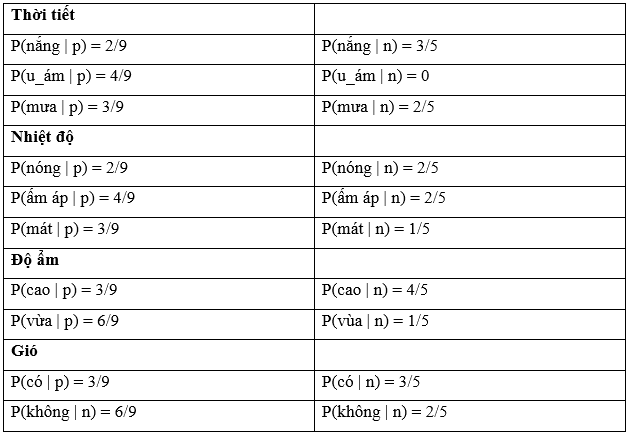 Thời tiết
P(nắng | p) = 2/9 P(nắng | n) = 3/5
P(u_ám | p) = 4/9 P(u_ám | n) = 0
P(mưa | p) = 3/9 P(mưa | n) = 2/5
Nhiệt độ
P(nóng | p) = 2/9 P(nóng | n) = 2/5
P(ấm áp | p) = 4/9 P(ấm áp | n) = 2/5
P(mát | p) = 3/9 P(mát | n) = 1/5
Độ ẩm
P(cao | p) = 3/9 P(cao | n) = 4/5
P(vừa | p) = 6/9 P(vùa | n) = 1/5
Gió
P(có | p) = 3/9 P(có | n) = 3/5
P(không | n) = 6/9 P(không | n) = 2/5